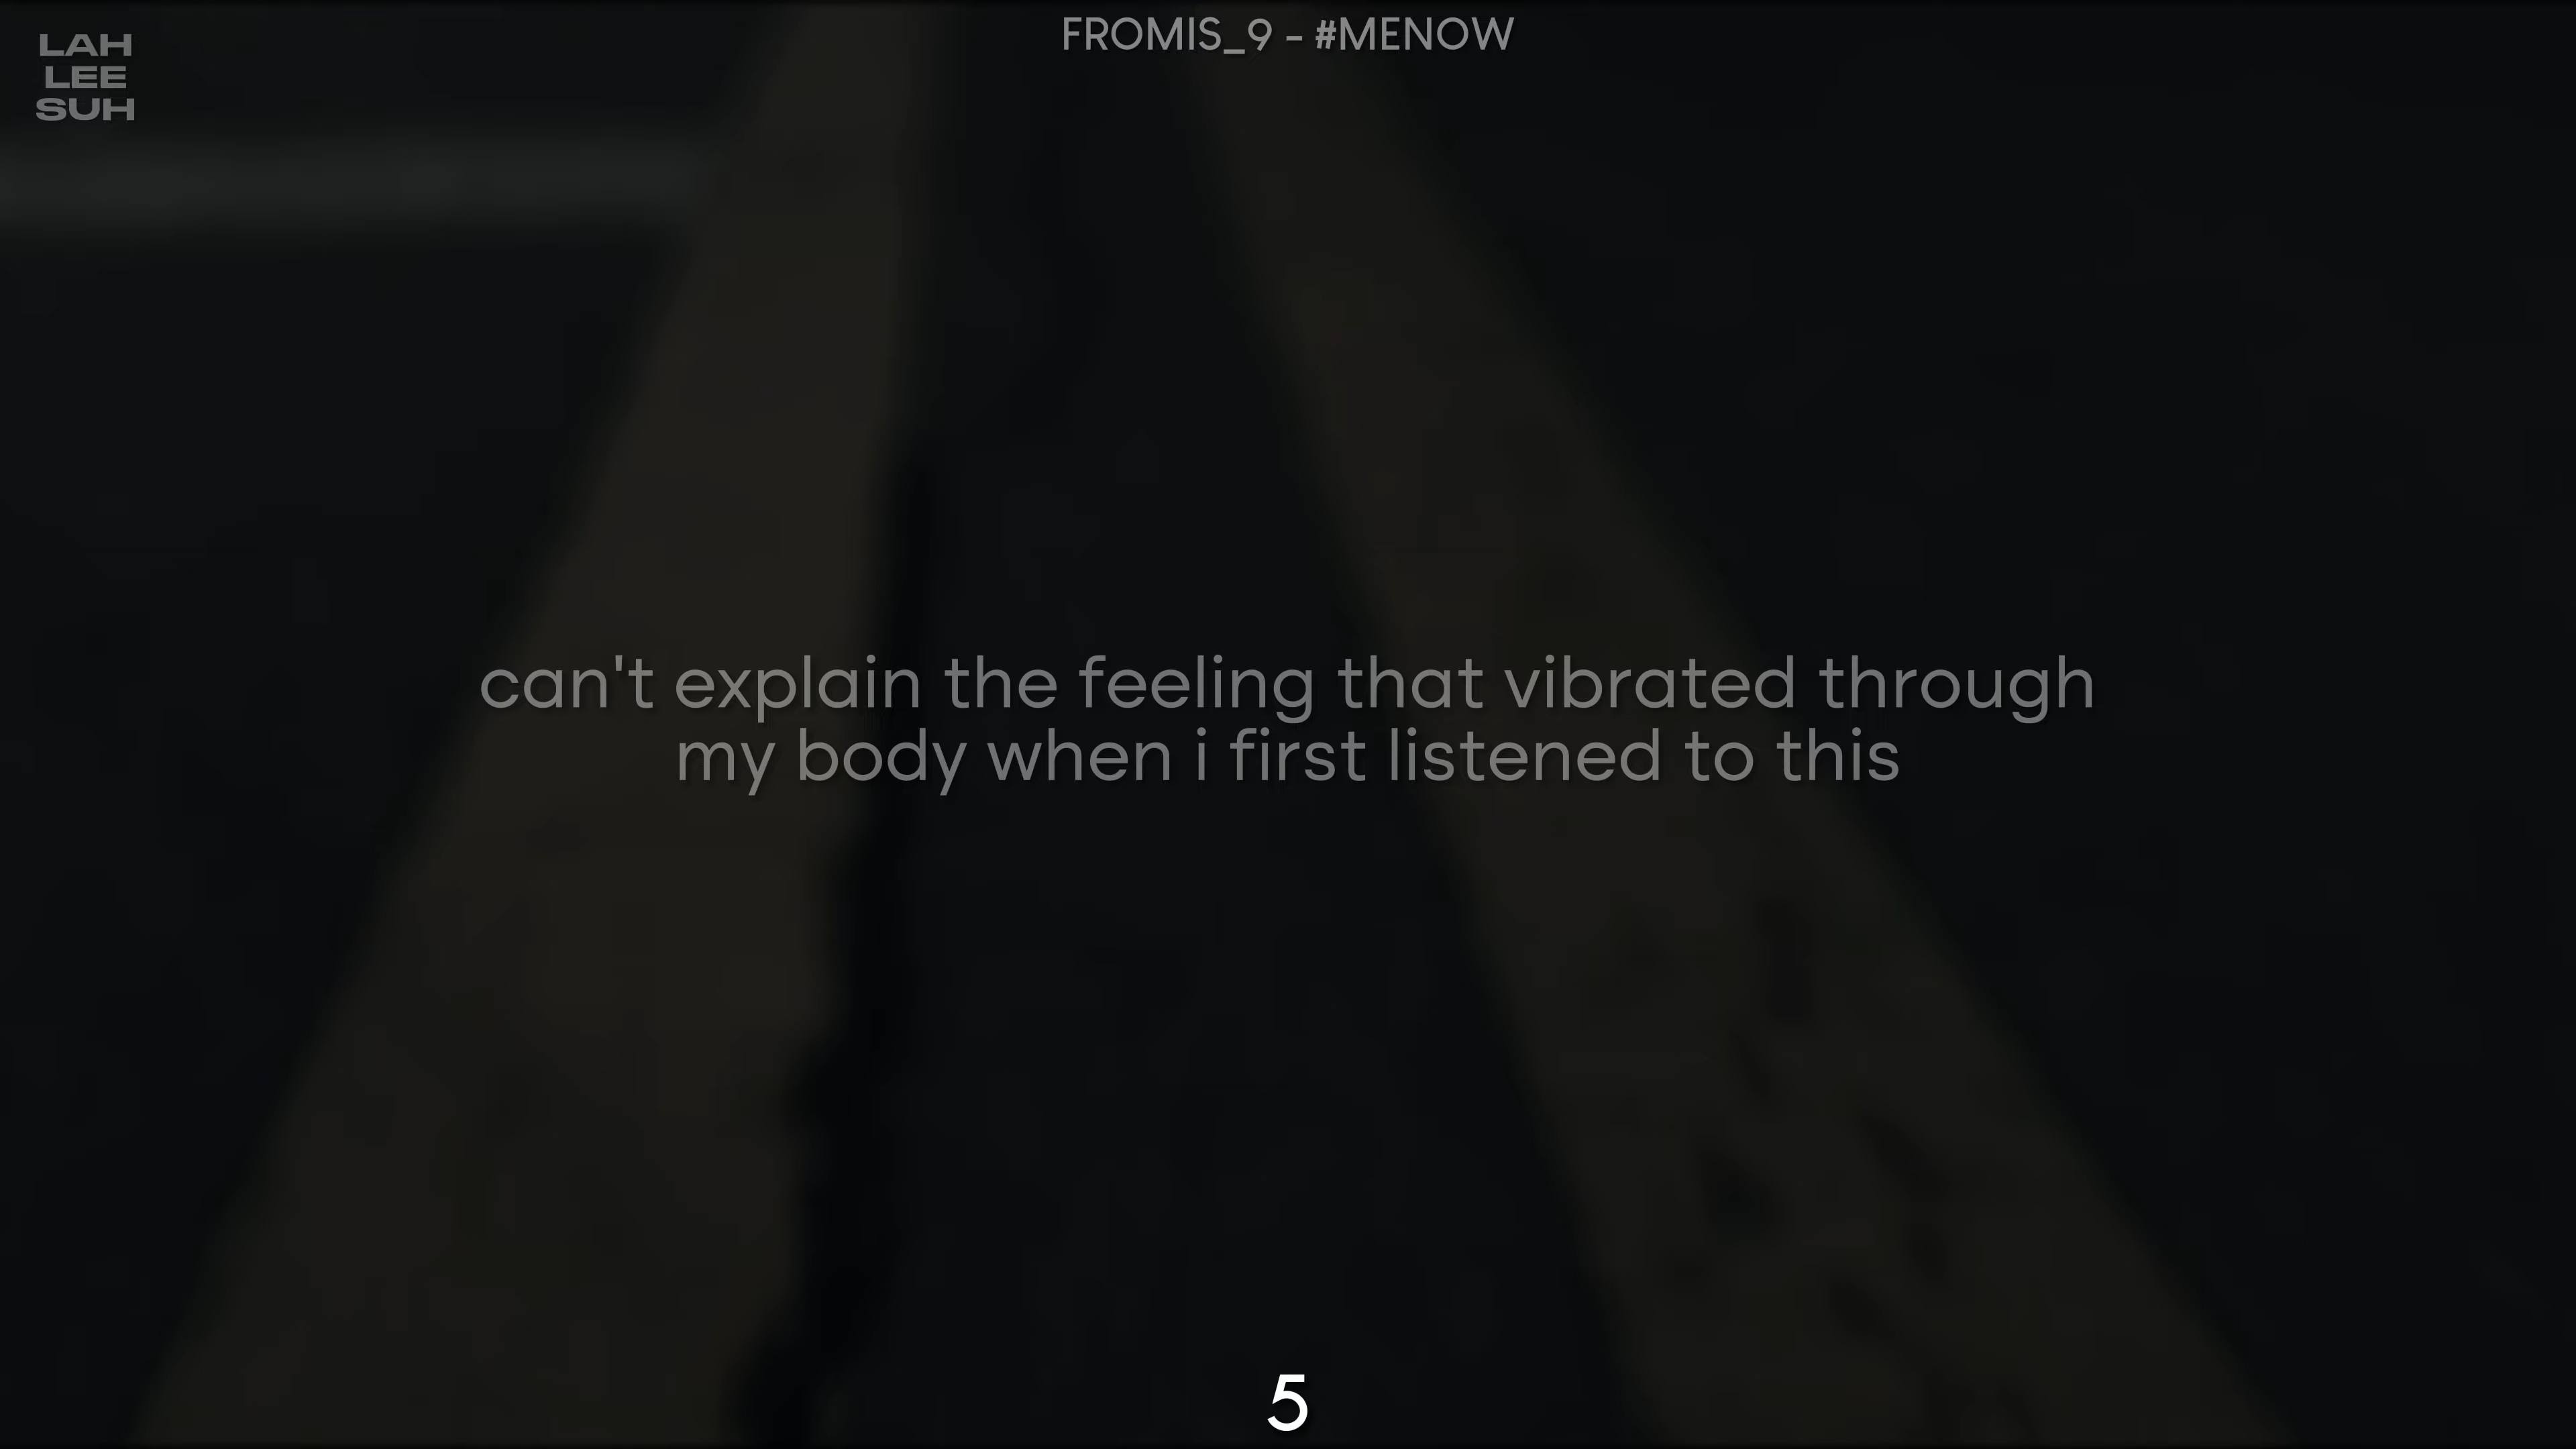 LAH
LEE
SUH
FROMIS_9 - #MENOW
can't explain the feeling that vibrated through
my body when i first listened to this
5